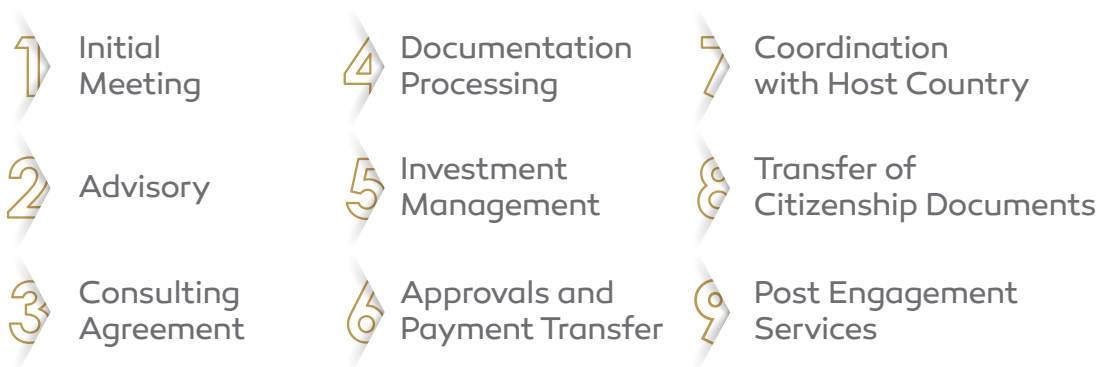 1
Initial
Meeting
2
Advisory
3
Consulting
Agreement
4
Documentation
Processing
5
Investment
Management
6
Approvals and
Payment Transfer
7
Coordination
with Host Country
8
Transfer of
Citizenship Documents
9
Post Engagement
Services